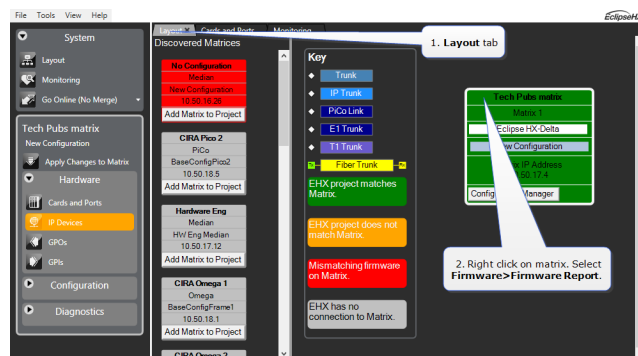 File Tools View Help
EclipseH
System
Layout
Monitoring
Go Online (No Merge)
Tech Pubs matrix
New Configuration
Apply Changes to Matrix
Hardware
Cards and Ports
IP Devices
GPOs
GPIs
Configuration
Diagnostics
Layout X Cards and Ports Monitoring
Discovered Matrices
No Configuration
Median
New Configuration
10.50.16.26
Add Matrix to Project
CIRA Pico 2
PiCo
BaseConfigPico2
10.50.18.5
Add Matrix to Project
Hardware Eng
Median
HW Eng Median
10.50.17.12
Add Matrix to Project
CIRA Omega 1
Omega
BaseConfigFrame1
10.50.18.1
Add Matrix to Project
CIRA Omega 2
Key
Trunk
IP Trunk
PiCo Link
E1 Trunk
T1 Trunk
Fiber Trunk
EHX project matches
Matrix.
EHX project does not
match Matrix.
Mismatching firmware
on Matrix.
EHX has no
connection to Matrix.
1. Layout tab
Tech Pubs matrix
Matrix 1
Eclipse HX-Delta
New Configuration
IP Address
50.17.4
Config Manager
2. Right click on matrix. Select
Firmware>Firmware Report.